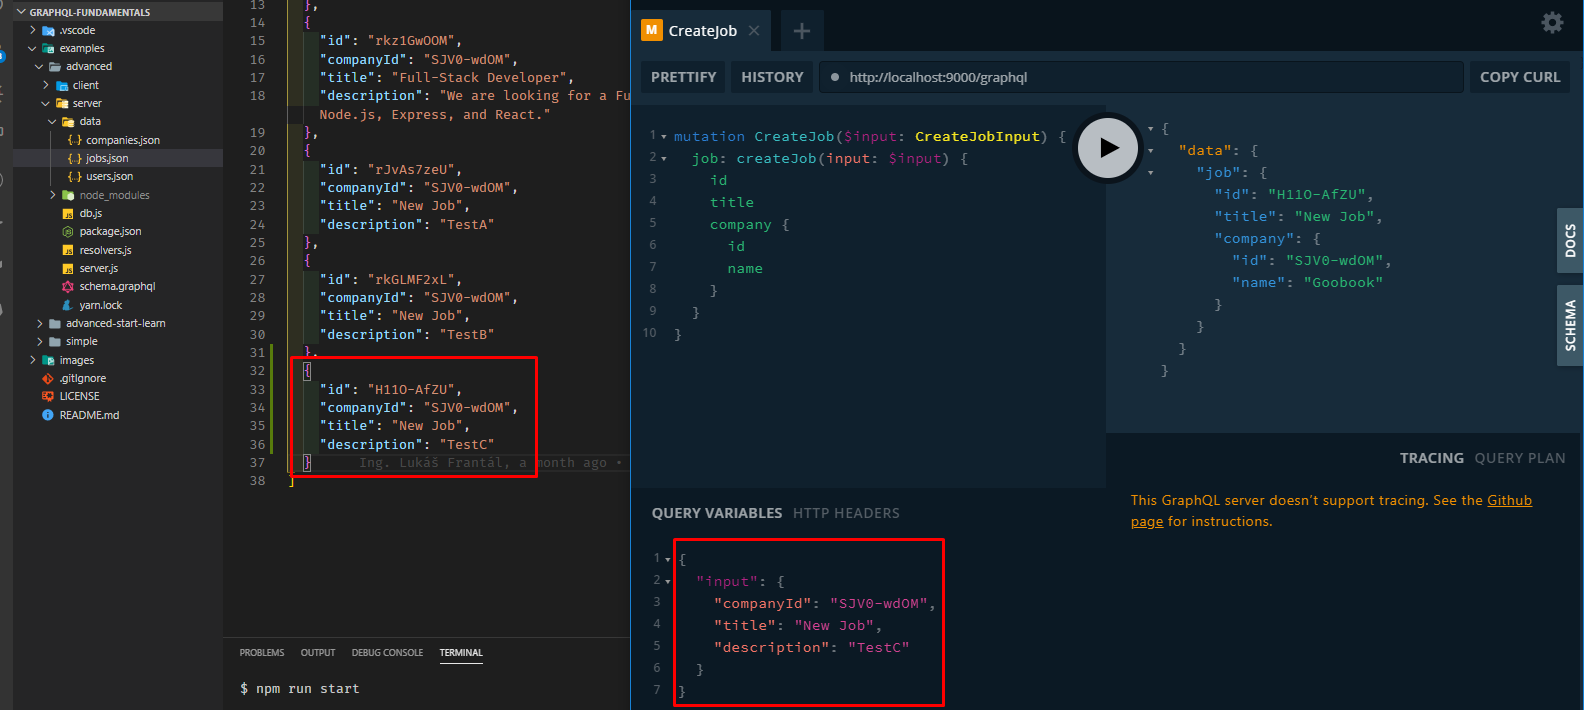 GRAPHQL-FUNDAMENTALS
.vscode
examples
advanced
client
server
data
{..} companies.json
{..} jobs.json
{..} users.json
node_modules
db.js
package.json
resolvers.js
server.js
schema.graphql
yarn.lock
advanced-start-learn
simple
images
.gitIgnore
LICENSE
README.md
13 },
14 {
15 "id": "rkz1GwOOM",
16 "companyId": "SJV0-wdOM",
17 "title": "Full-Stack Developer",
18 "description": "We are looking for a Fu
Node.js, Express, and React."
19 },
20 {
21 "id": "rJvAs7zeU",
22 "companyId": "SJV0-wdOM",
23 "title": "New Job",
24 "description": "TestA"
25 },
26 {
27 "id": "rkGLMF2xL",
28 "companyId": "SJV0-wdOM",
29 "title": "New Job",
30 "description": "TestB"
31 },
32 {
33 "id": "H11O-AfZU",
34 "companyId": "SJV0-wdOM",
35 "title": "New Job",
36 "description": "TestC"
37 } Ing. Lukáš Frantál, a month ago •
38 ]
PROBLEMS OUTPUT DEBUG CONSOLE TERMINAL
$ npm run start
M CreateJob
PRETTIFY HISTORY http://localhost:9000/graphql COPY CURL
1 mutation CreateJob($input: CreateJobInput) {
2 job: createJob(input: $input) {
3 id
4 title
5 company {
6 id
7 name
8 }
9 }
10 }
{
"data": {
"job": {
"id": "H11O-AfZU",
"title": "New Job",
"company": {
"id": "SJV0-wdOM",
"name": "Goobook"
}
}
}
}
DOCS
SCHEMA
TRACING QUERY PLAN
This GraphQL server doesn't support tracing. See the Github
page for instructions.
QUERY VARIABLES HTTP HEADERS
1 {
2 "input": {
3 "companyId": "SJV0-wdOM",
4 "title": "New Job",
5 "description": "TestC"
6 }
7 }